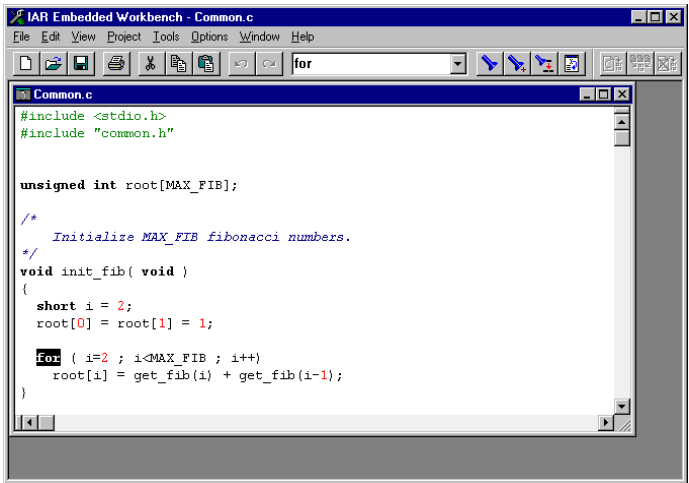 IAR Embedded Workbench - Common.c
File Edit View Project Tools Options Window Help
for
Common.c
#include <stdio.h>
#include "common.h"
unsigned int root[MAX_FIB];
/*
Initialize MAX_FIB fibonacci numbers.
*/
void init_fib( void )
{
short i = 2;
root[0] = root[1] = 1;
for ( i=2 ; i<MAX_FIB ; i++)
root[i] = get_fib(i) + get_fib(i-1);
}